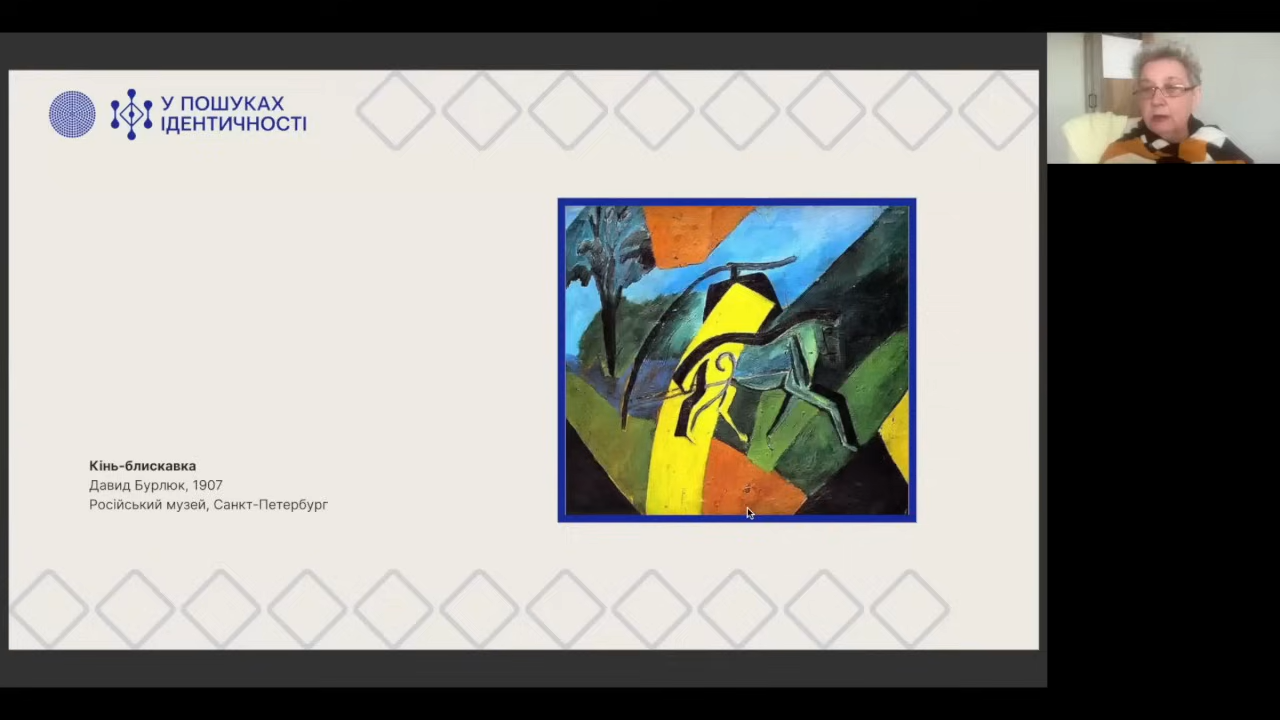 У ПОШУКАХ
ІДЕНТИЧНОСТІ
Кінь-блискавка
Давид Бурлюк, 1907
Російський музей, Санкт-Петербург